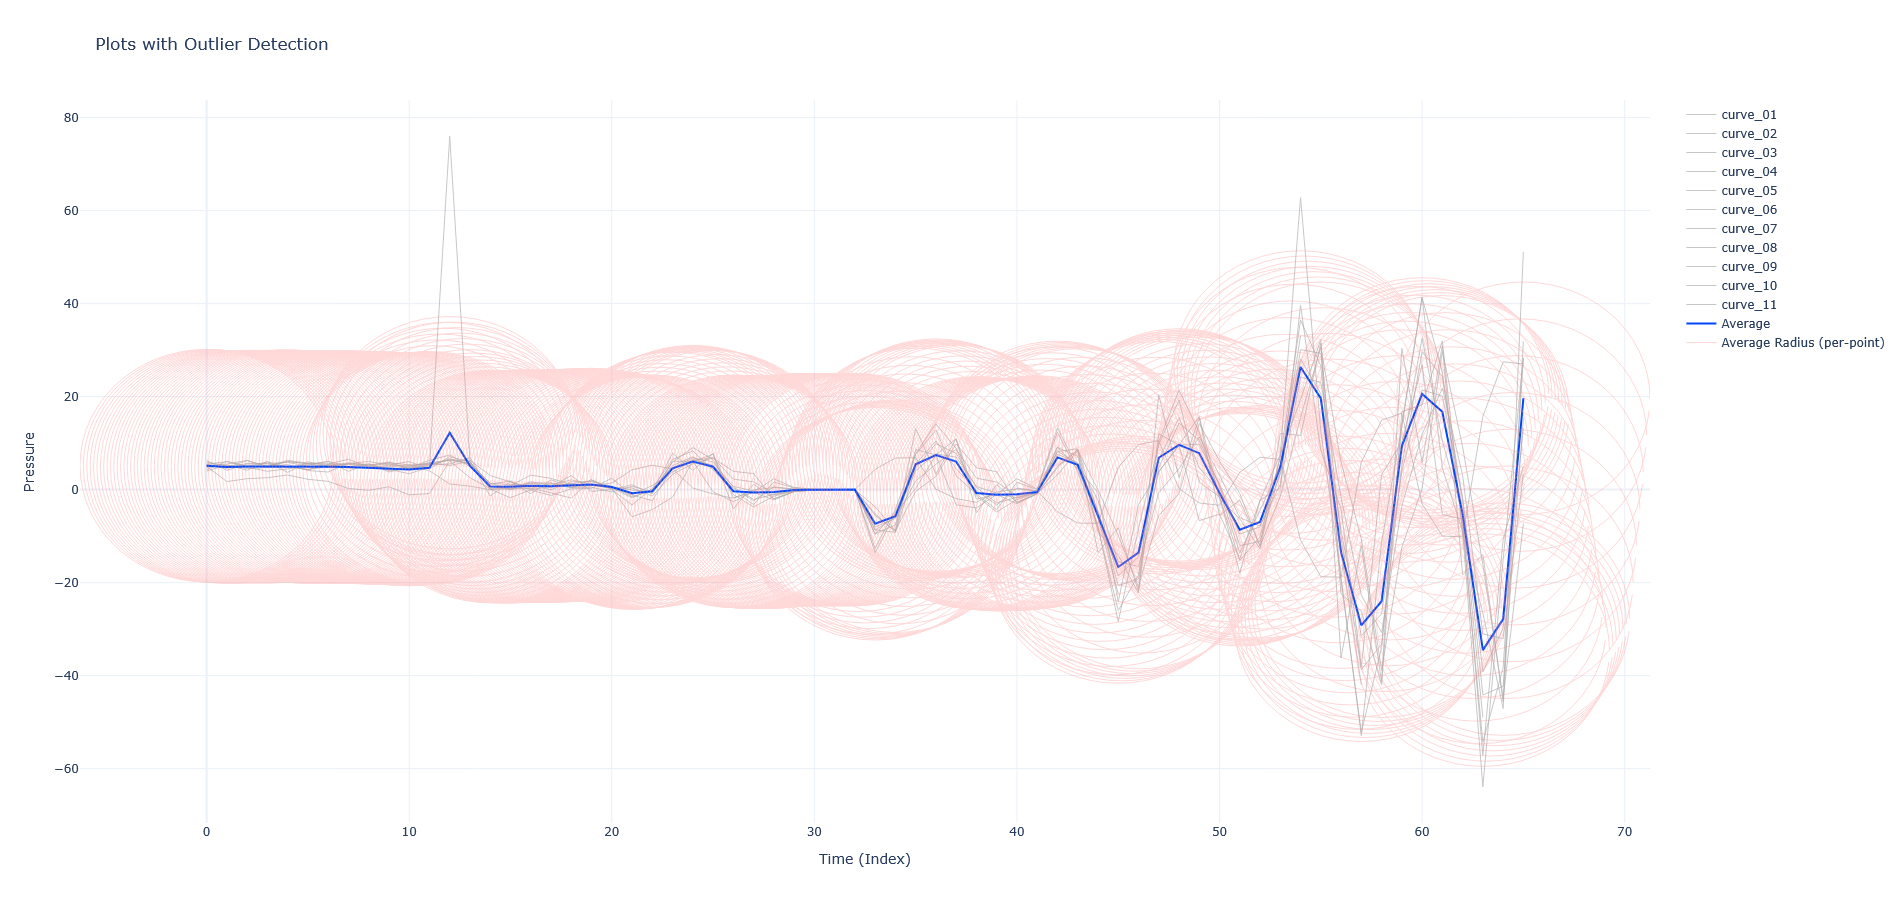 Plots with Outlier Detection
80
60
40
20
0
−20
−40
−60
Pressure
0
10
20
30
40
50
60
70
Time (Index)
curve_01
curve_02
curve_03
curve_04
curve_05
curve_06
curve_07
curve_08
curve_09
curve_10
curve_11
Average
Average Radius (per-point)